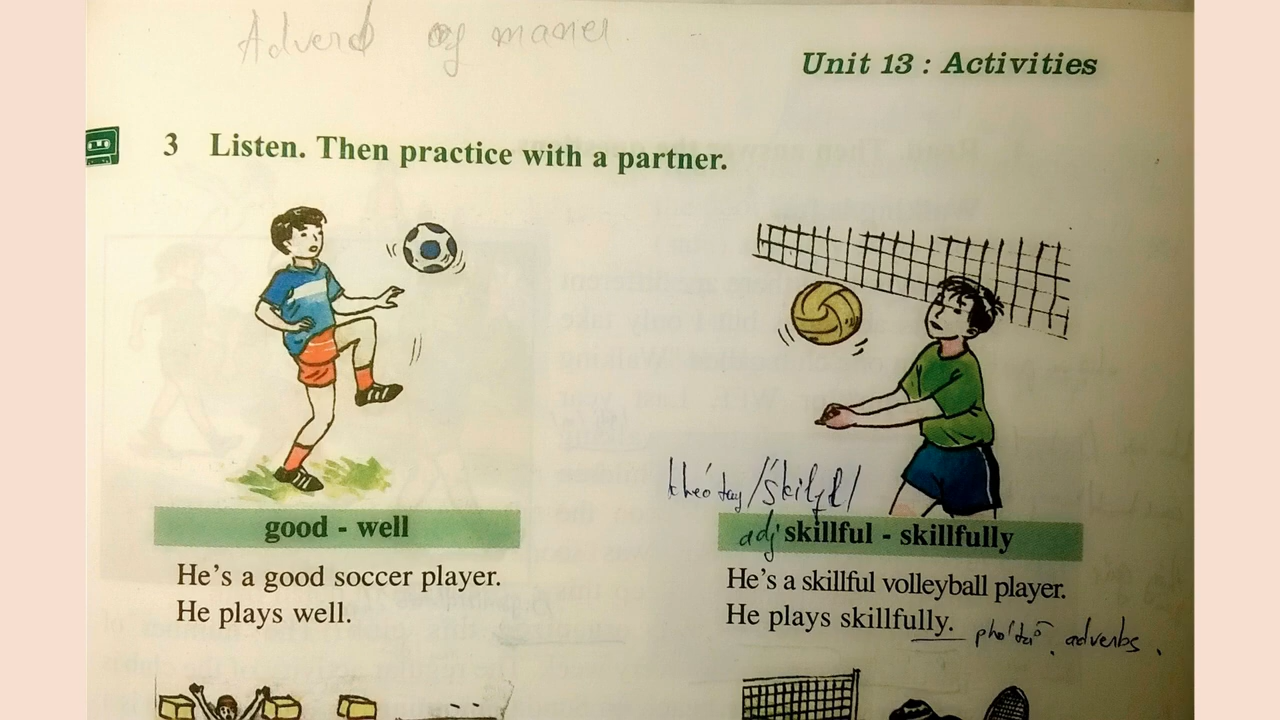 Adverb of maner.
Unit 13 : Activities
3 Listen. Then practice with a partner.
khéo tay /'skilfl/
good - well
adj skillful - skillfully
He's a good soccer player.
He plays well.
He's a skillful volleyball player.
He plays skillfully.
phó từ, adverbs.